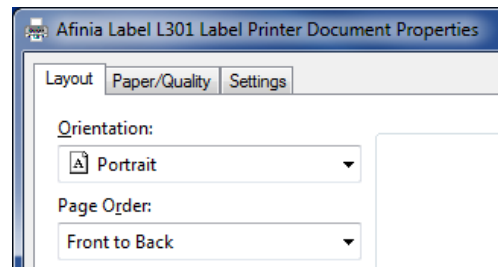 Afinia Label L301 Label Printer Document Properties
Layout Paper/Quality Settings
Orientation:
A Portrait
Page Order:
Front to Back